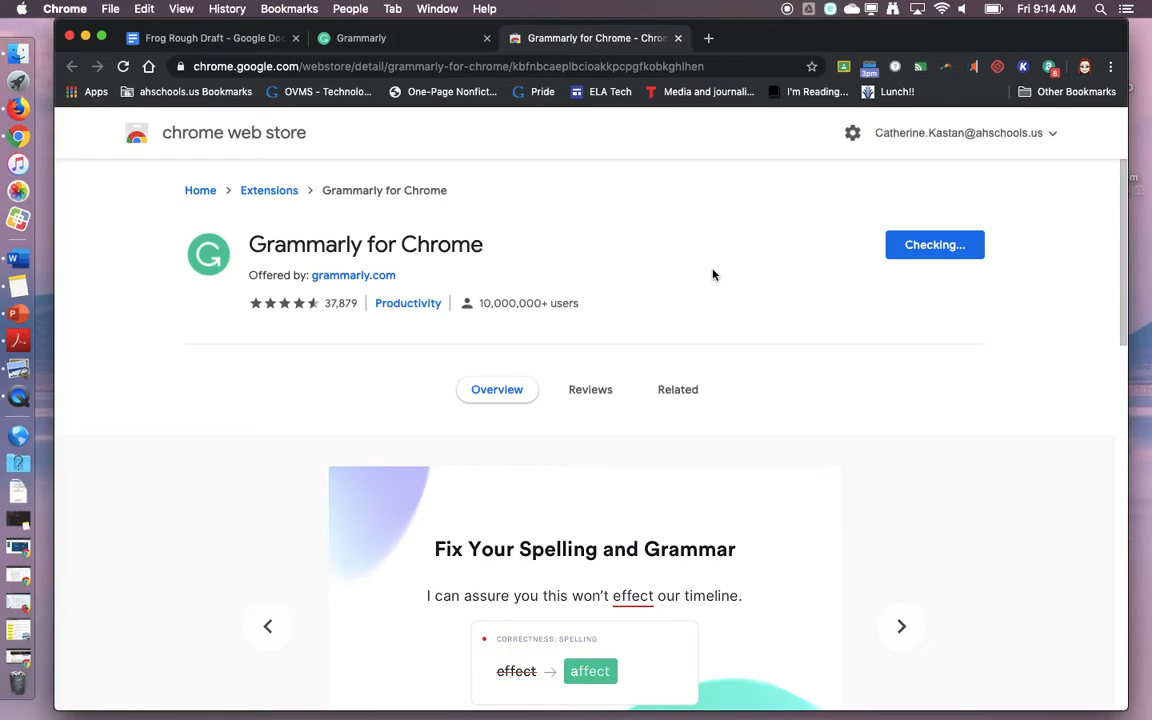 Chrome File Edit View History Bookmarks People Tab Window Help Fri 9:14 AM
Frog Rough Draft - Google Doc Grammarly Grammarly for Chrome - Chrom
chrome.google.com/webstore/detail/grammarly-for-chrome/kbfnbcaeplbcioakkpcpgfkobkghlhen 3pm 8
Apps ahschools.us Bookmarks OVMS - Technolo... One-Page Nonfict... Pride ELA Tech Media and journali... I'm Reading... Lunch!! Other Bookmarks
chrome web store Catherine.Kastan@ahschools.us
Home > Extensions > Grammarly for Chrome
Grammarly for Chrome
Checking...
Offered by: grammarly.com
37,879 Productivity 10,000,000+ users
Overview Reviews Related
Fix Your Spelling and Grammar
I can assure you this won't effect our timeline.
CORRECTNESS: SPELLING
effect → affect